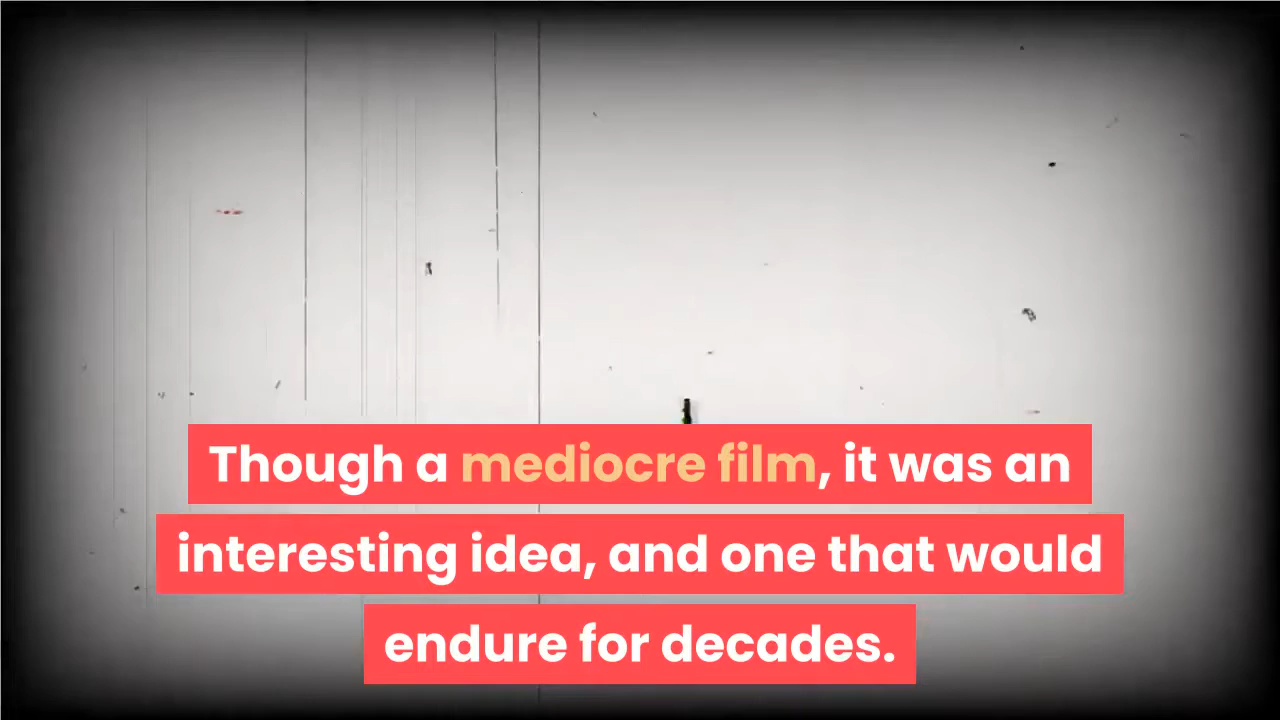 Though a mediocre film, it was an
interesting idea, and one that would
endure for decades.